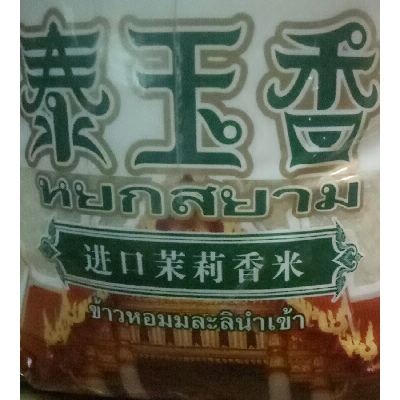 泰玉香
หยกสยาม
进口茉莉香米
ข้าวหอมมะลินำเข้า